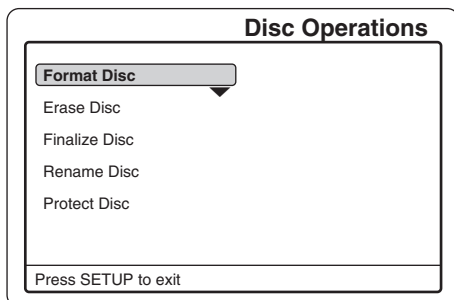 Disc Operations
Format Disc
Erase Disc
Finalize Disc
Rename Disc
Protect Disc
Press SETUP to exit